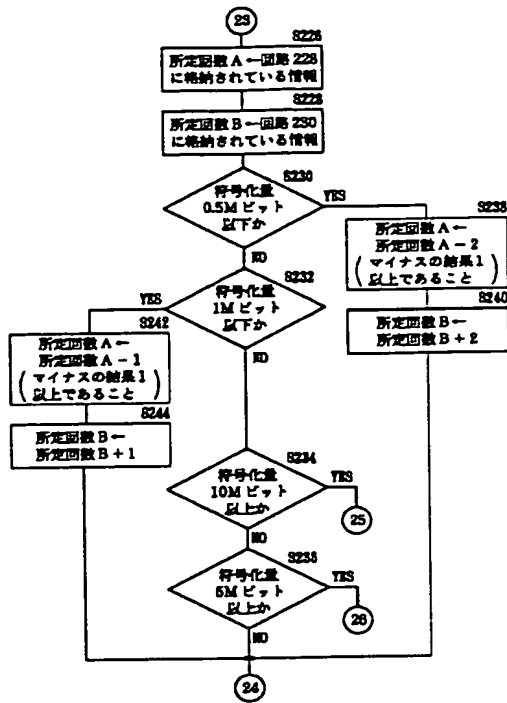 23
S226
所定回数A←回路228
に格納されている情報
S228
所定回数B←回路230
に格納されている情報
S230
符号化量
0.5Mビット
以下か
YES
NO
S238
所定回数A←
所定回数A-2
(マイナスの結果1
以上であること)
S240
所定回数B←
所定回数B+2
S232
符号化量
1Mビット
以下か
YES
NO
S242
所定回数A←
所定回数A-1
(マイナスの結果1
以上であること)
S244
所定回数B←
所定回数B+1
S234
符号化量
10Mビット
以上か
YES
25
NO
符号化量
5Mビット
以上か
YES
26
NO
24